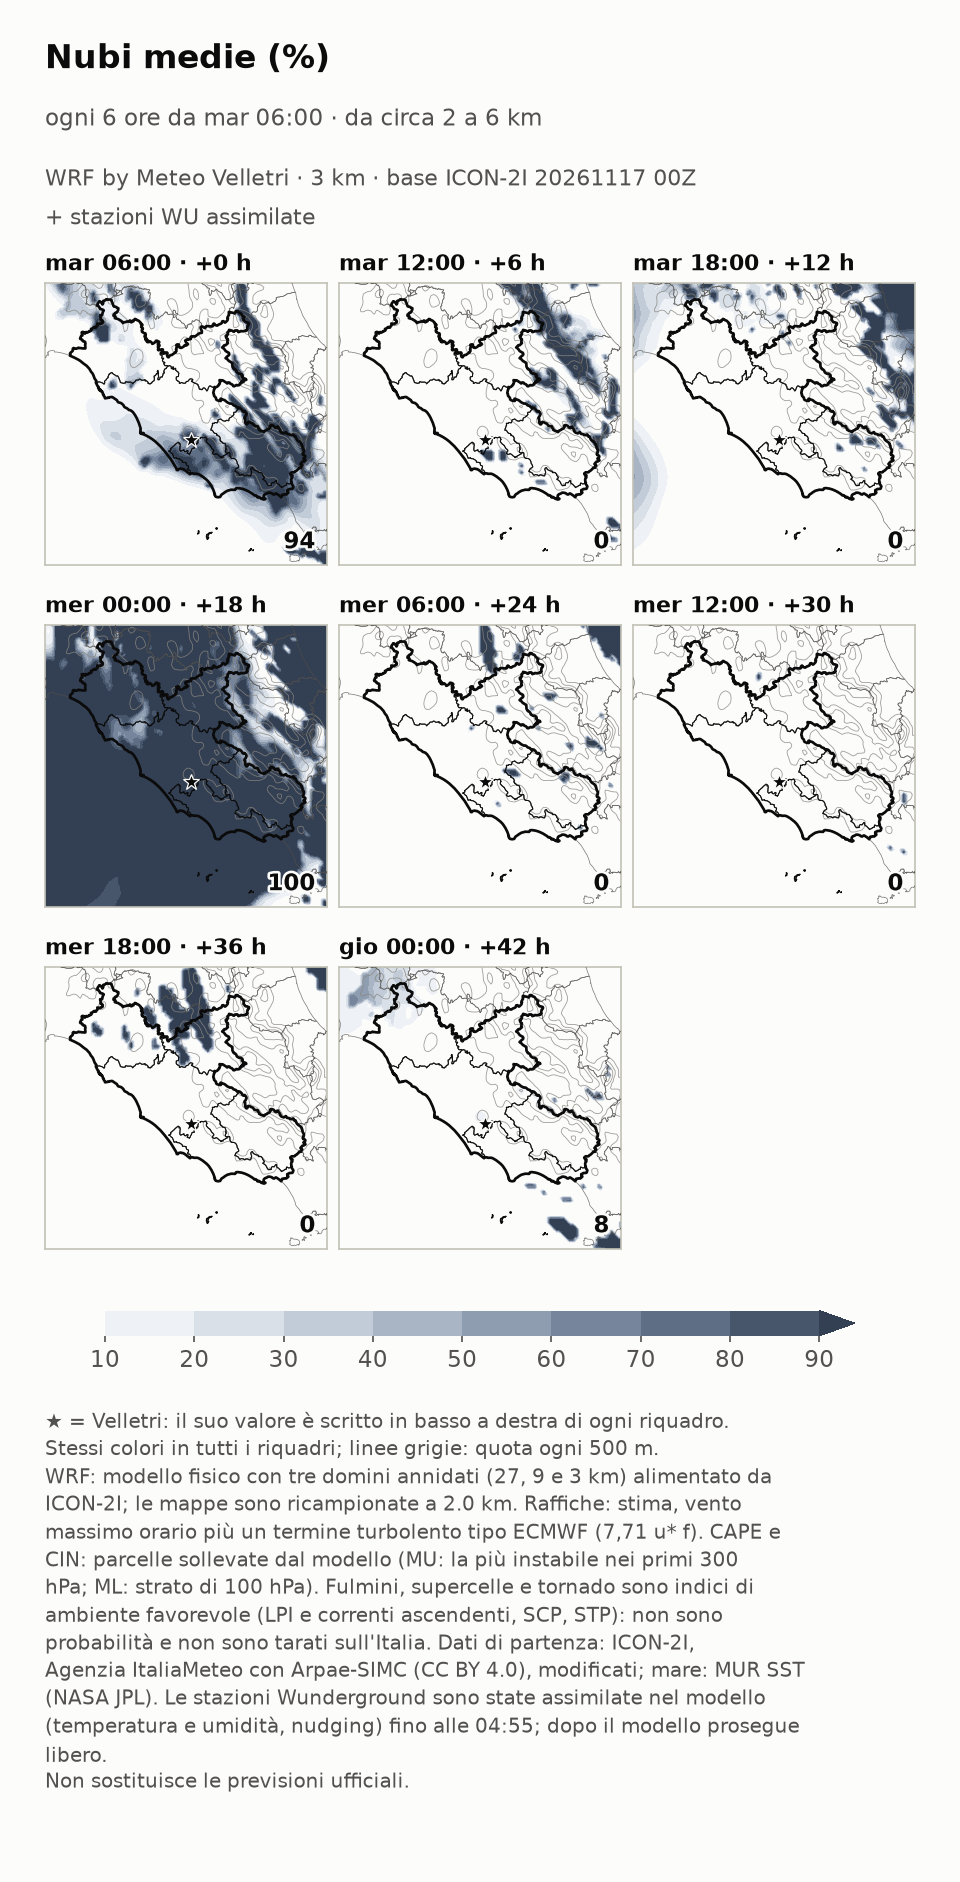 Nubi medie (%)
ogni 6 ore da mar 06:00 · da circa 2 a 6 km
WRF by Meteo Velletri · 3 km · base ICON-2I 20261117 00Z
+ stazioni WU assimilate
mar 06:00 · +0 h
mar 12:00 · +6 h
mar 18:00 · +12 h
94
0
0
mer 00:00 · +18 h
mer 06:00 · +24 h
mer 12:00 · +30 h
100
0
0
mer 18:00 · +36 h
gio 00:00 · +42 h
0
8
10 20 30 40 50 60 70 80 90
★ = Velletri: il suo valore è scritto in basso a destra di ogni riquadro.
Stessi colori in tutti i riquadri; linee grigie: quota ogni 500 m.
WRF: modello fisico con tre domini annidati (27, 9 e 3 km) alimentato da
ICON-2I; le mappe sono ricampionate a 2.0 km. Raffiche: stima, vento
massimo orario più un termine turbolento tipo ECMWF (7,71 u* f). CAPE e
CIN: parcelle sollevate dal modello (MU: la più instabile nei primi 300
hPa; ML: strato di 100 hPa). Fulmini, supercelle e tornado sono indici di
ambiente favorevole (LPI e correnti ascendenti, SCP, STP): non sono
probabilità e non sono tarati sull'Italia. Dati di partenza: ICON-2I,
Agenzia ItaliaMeteo con Arpae-SIMC (CC BY 4.0), modificati; mare: MUR SST
(NASA JPL). Le stazioni Wunderground sono state assimilate nel modello
(temperatura e umidità, nudging) fino alle 04:55; dopo il modello prosegue
libero.
Non sostituisce le previsioni ufficiali.